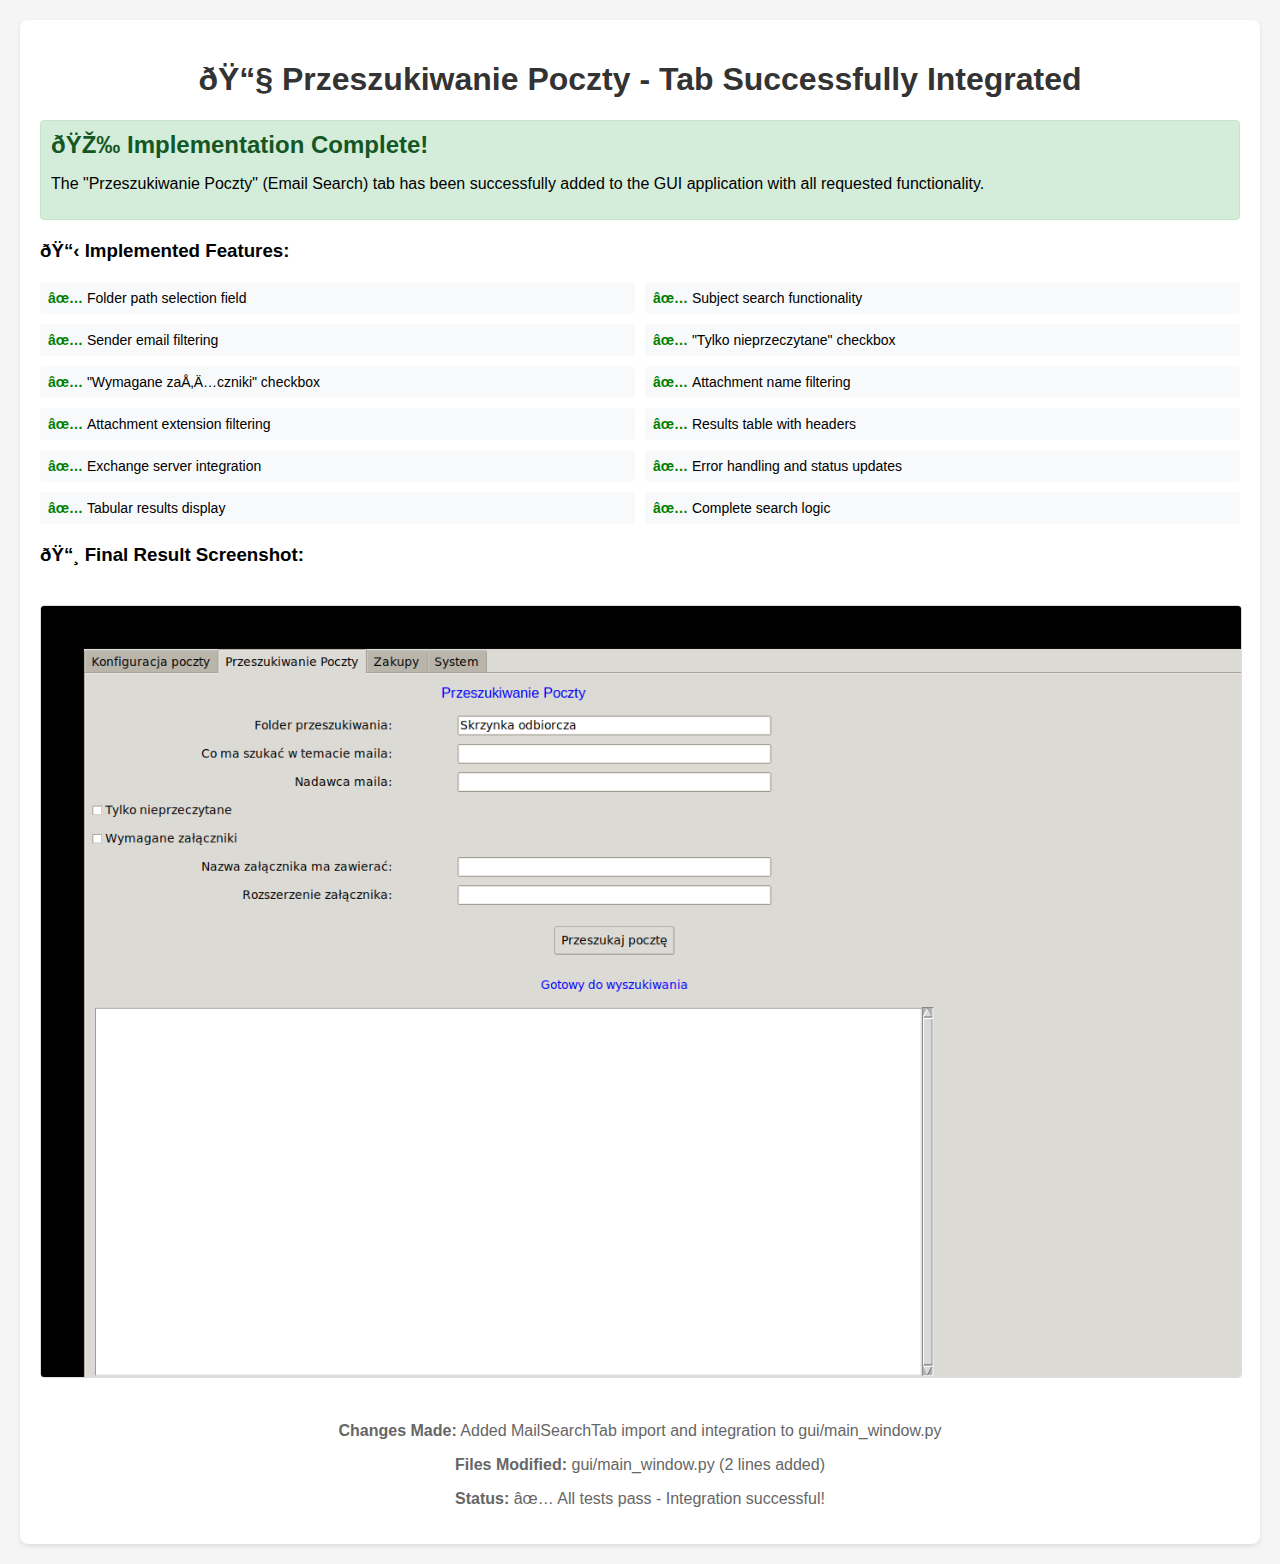 ðŸ“§ Przeszukiwanie Poczty - Tab Successfully Integrated
ðŸŽ‰ Implementation Complete!
The "Przeszukiwanie Poczty" (Email Search) tab has been successfully added to the GUI application with all requested functionality.
ðŸ“‹ Implemented Features:
âœ… Folder path selection field
âœ… Subject search functionality
âœ… Sender email filtering
âœ… "Tylko nieprzeczytane" checkbox
âœ… "Wymagane zaÅ‚Ä…czniki" checkbox
âœ… Attachment name filtering
âœ… Attachment extension filtering
âœ… Results table with headers
âœ… Exchange server integration
âœ… Error handling and status updates
âœ… Tabular results display
âœ… Complete search logic
ðŸ“¸ Final Result Screenshot:
Konfiguracja poczty Przeszukiwanie Poczty Zakupy System
Przeszukiwanie Poczty
Folder przeszukiwania: Skrzynka odbiorcza
Co ma szukać w temacie maila:
Nadawca maila:
Tylko nieprzeczytane
Wymagane załączniki
Nazwa załącznika ma zawierać:
Rozszerzenie załącznika:
Przeszukaj pocztę
Gotowy do wyszukiwania
Changes Made: Added MailSearchTab import and integration to gui/main_window.py
Files Modified: gui/main_window.py (2 lines added)
Status: âœ… All tests pass - Integration successful!